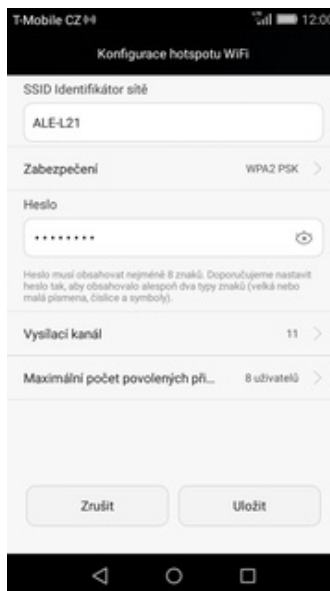 T-Mobile CZ 12:00
Konfigurace hotspotu WiFi
SSID Identifikátor sítě
ALE-L21
Zabezpečení WPA2 PSK
Heslo
••••••••
Heslo musí obsahovat nejméně 8 znaků. Doporučujeme nastavit
heslo tak, aby obsahovalo alespoň dva typy znaků (velká nebo
malá písmena, číslice a symboly).
Vysílací kanál 11
Maximální počet povolených při... 8 uživatelů
Zrušit Uložit